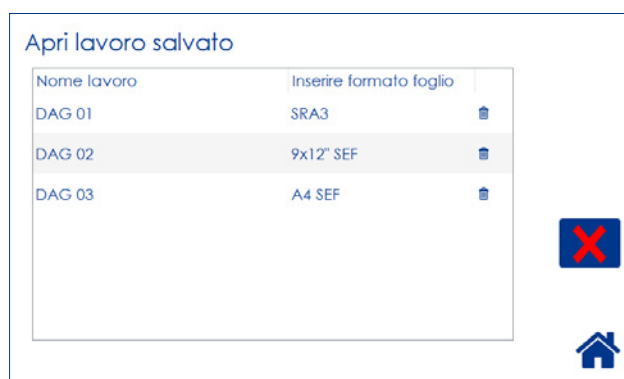 Apri lavoro salvato
Nome lavoro Inserire formato foglio
DAG 01 SRA3
DAG 02 9x12" SEF
DAG 03 A4 SEF